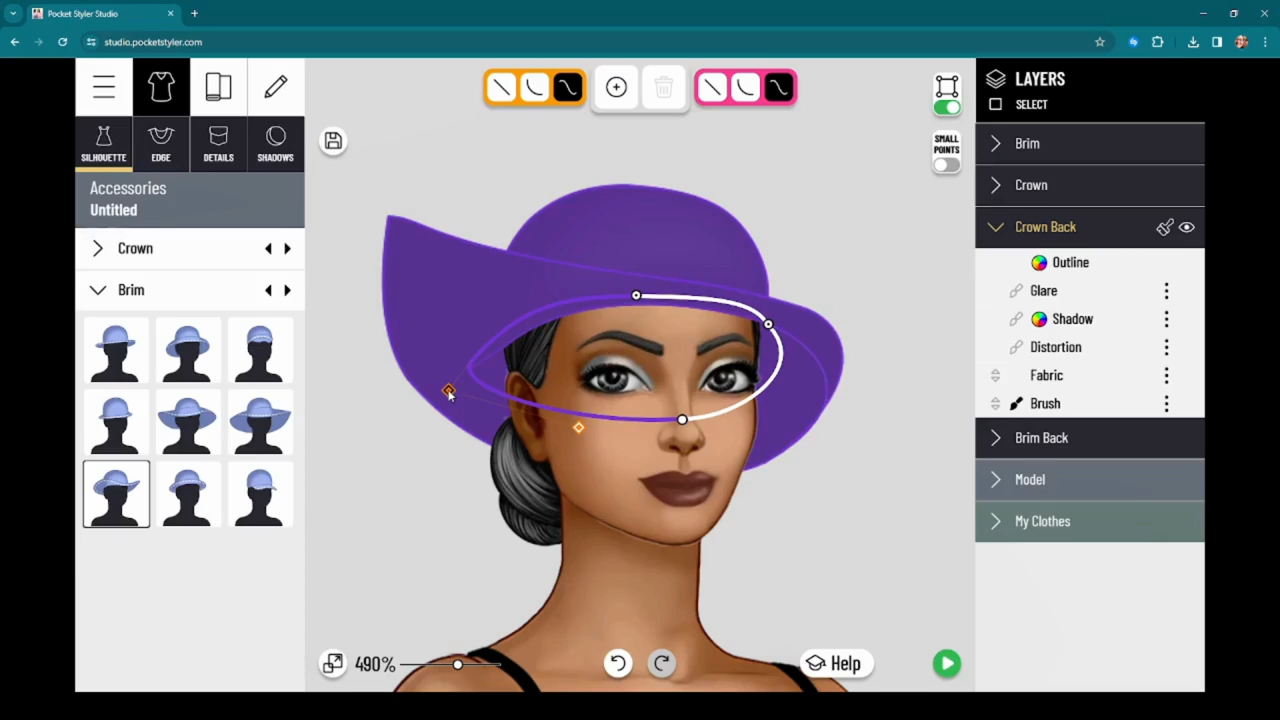 Pocket Styler Studio
studio.pocketstyler.com
SILHOUETTE
EDGE
DETAILS
SHADOWS
Accessories
Untitled
Crown
Brim
SMALL
POINTS
490%
Help
LAYERS
SELECT
Brim
Crown
Crown Back
Outline
Glare
Shadow
Distortion
Fabric
Brush
Brim Back
Model
My Clothes